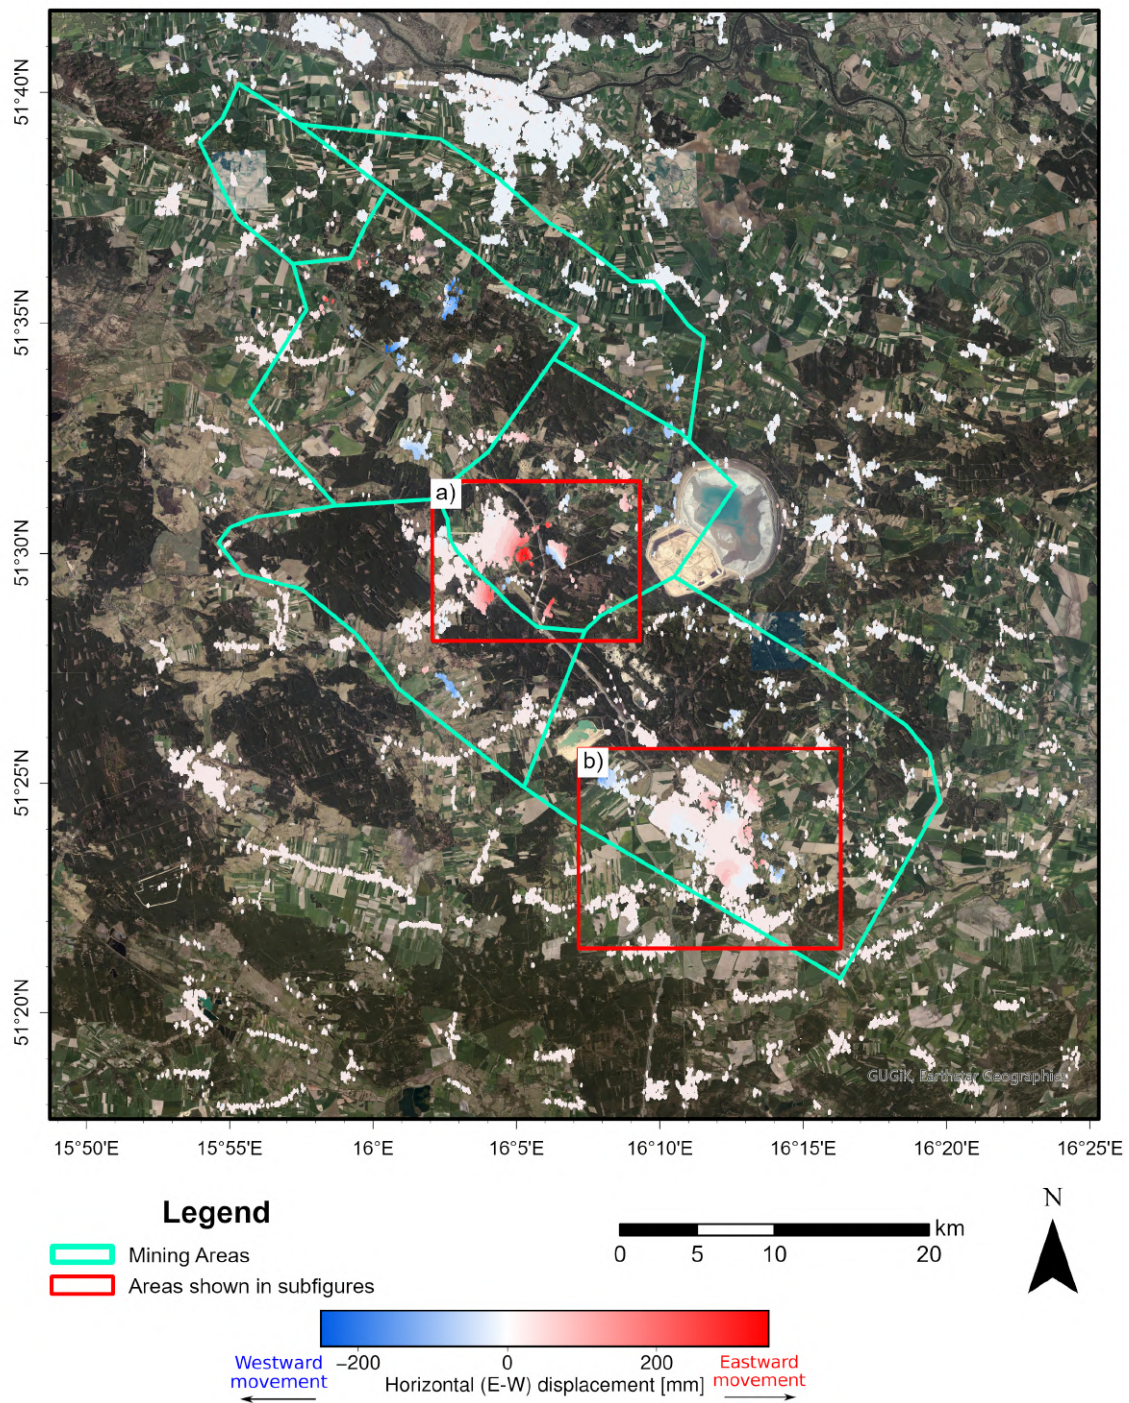 51°40'N
51°35'N
a)
51°30'N
51°25'N
b)
51°20'N
GUGiK, Earthstar Geographics
15°50'E 15°55'E 16°E 16°5'E 16°10'E 16°15'E 16°20'E 16°25'E
Legend
N
km
Mining Areas
0 5 10 20
Areas shown in subfigures
Westward
movement
−200 0 200
Eastward
movement
Horizontal (E-W) displacement [mm]